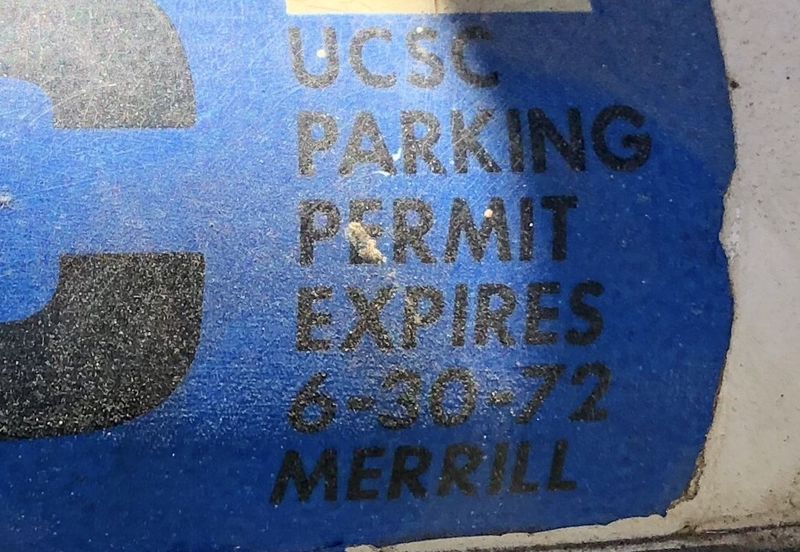 C
UCSC
PARKING
PERMIT
EXPIRES
6-30-72
MERRILL